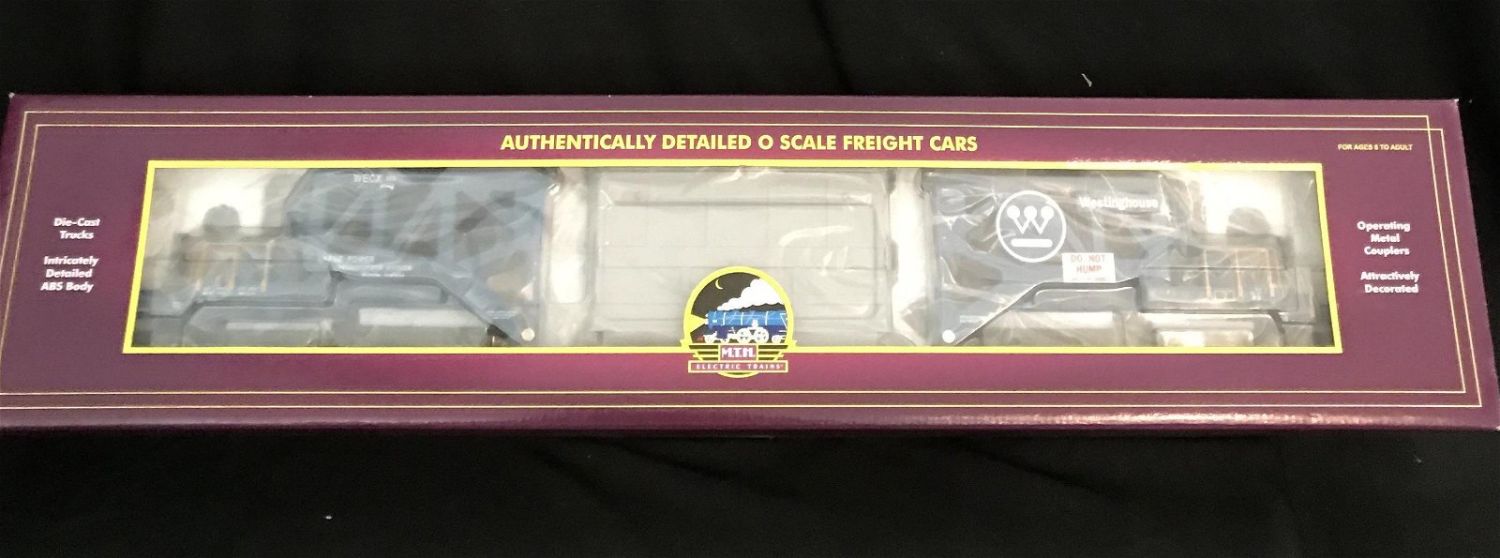 AUTHENTICALLY DETAILED O SCALE FREIGHT CARS
FOR AGES 8 TO ADULT
Die-Cast
Trucks
Intricately
Detailed
ABS Body
WECX
Westinghouse
DO NOT
HUMP
Operating
Metal
Couplers
Attractively
Decorated
M.T.H.
ELECTRIC TRAINS